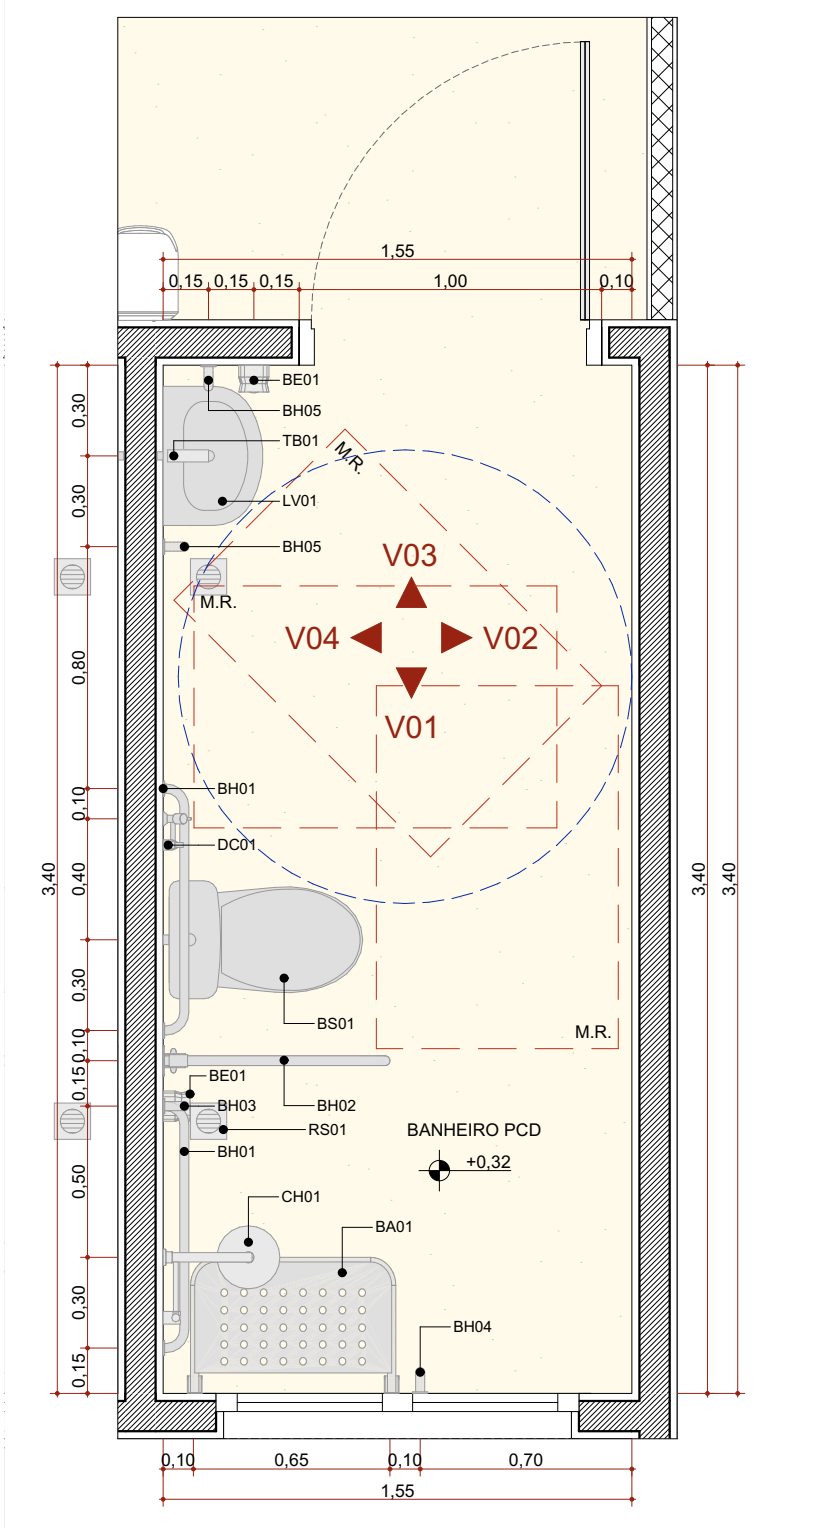 1,55
0,15 0,15 0,15 1,00 0,10
BE01
BH05
TB01
LV01
BH05
M.R.
M.R.
V03
V04 V02
V01
BH01
DC01
BS01
M.R.
BE01
BH03
BH02
RS01
BH01
BANHEIRO PCD
+0,32
CH01
BA01
BH04
0,30
0,30
0,80
0,10
0,40
0,30
0,10
0,15
0,50
0,30
0,15
3,40
3,40
3,40
0,10 0,65 0,10 0,70
1,55